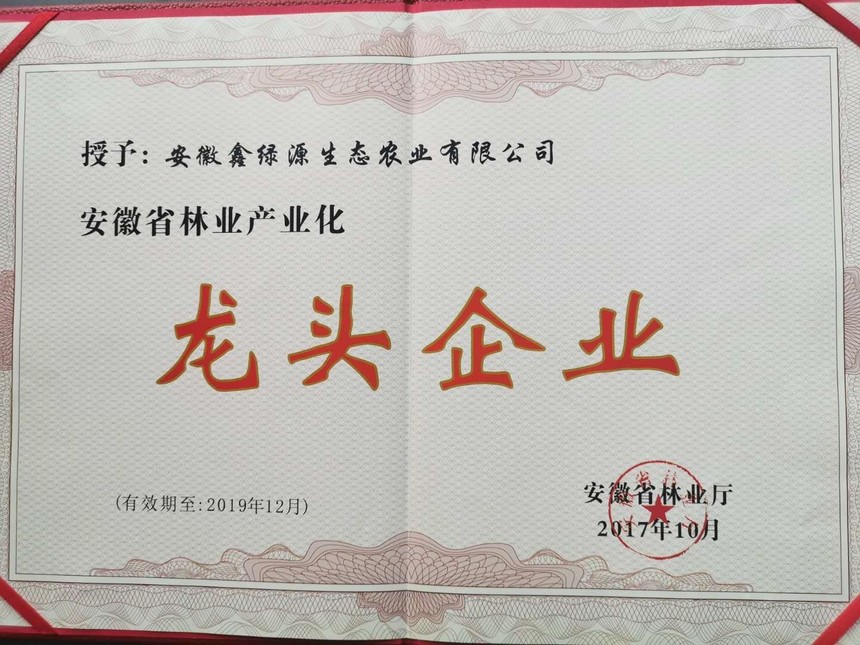 授予：安徽鑫绿源生态农业有限公司
安徽省林业产业化
龙头企业
(有效期至:2019年12月)
安徽省林业厅
2017年10月